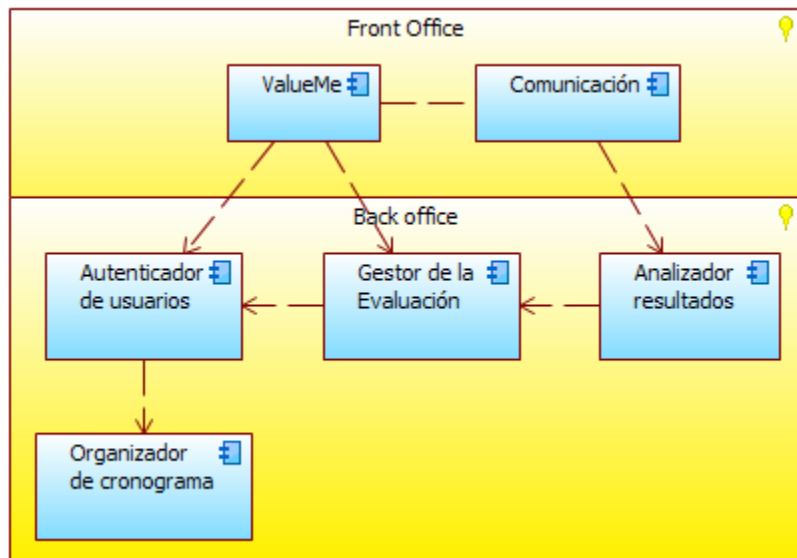 Front Office
ValueMe
Comunicación
Back office
Autenticador
de usuarios
Gestor de la
Evaluación
Analizador
resultados
Organizador
de cronograma